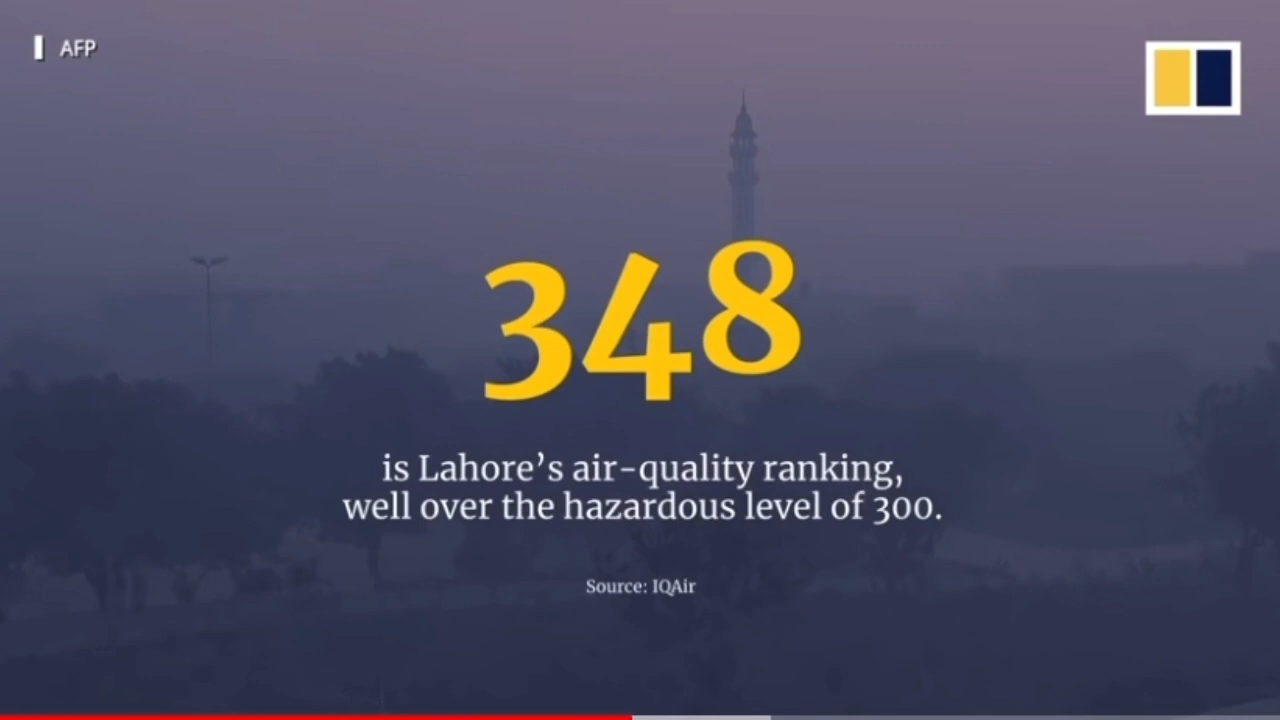 AFP
348
is Lahore’s air-quality ranking,
well over the hazardous level of 300.
Source: IQAir